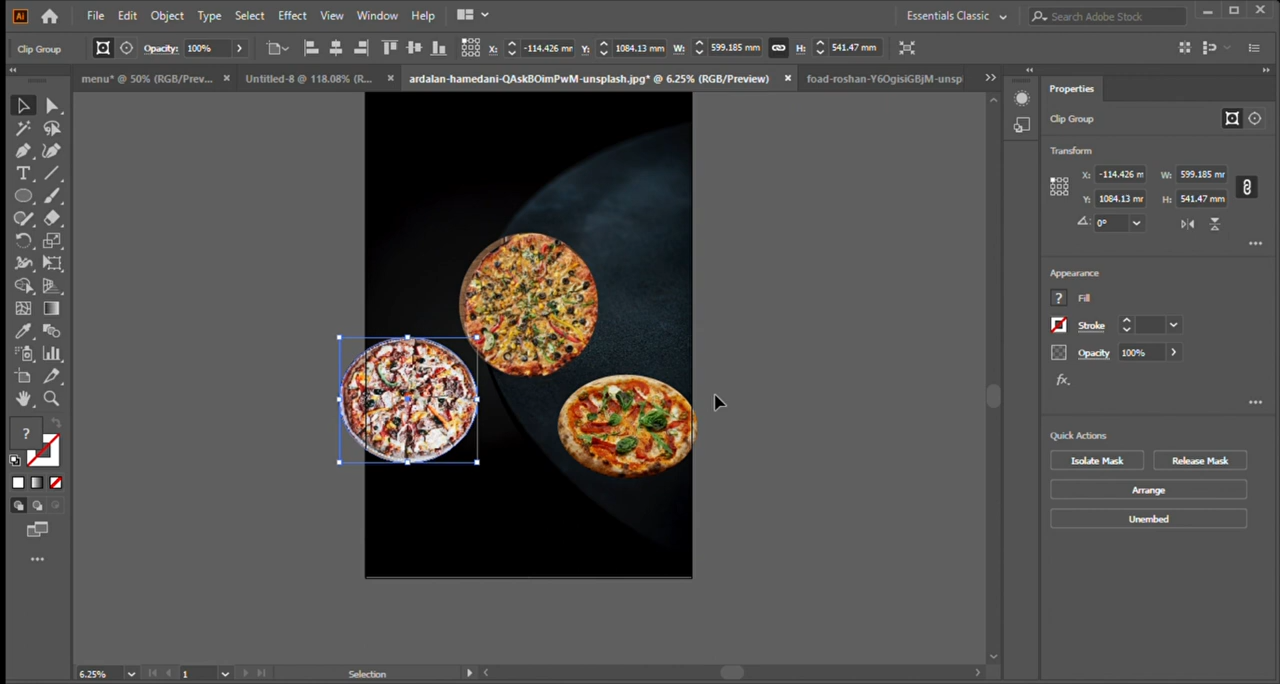 Ai File Edit Object Type Select Effect View Window Help Essentials Classic Search Adobe Stock
Clip Group Opacity: 100% X: -114.426 mm Y: 1084.13 mm W: 599.185 mm H: 541.47 mm
menu* @ 50% (RGB/Prev... × Untitled-8 @ 118.08% (R... × ardalan-hamedani-QAskBOimPwM-unsplash.jpg* @ 6.25% (RGB/Preview) × foad-roshan-Y6OgisiGBjM-unsp
Properties
Clip Group
Transform
X: -114.426 m W: 599.185 mr
Y: 1084.13 mr H: 541.47 mm
0°
Appearance
? Fill
Stroke
Opacity 100%
fx.
Quick Actions
Isolate Mask Release Mask
Arrange
Unembed
T
?
6.25% 1 Selection